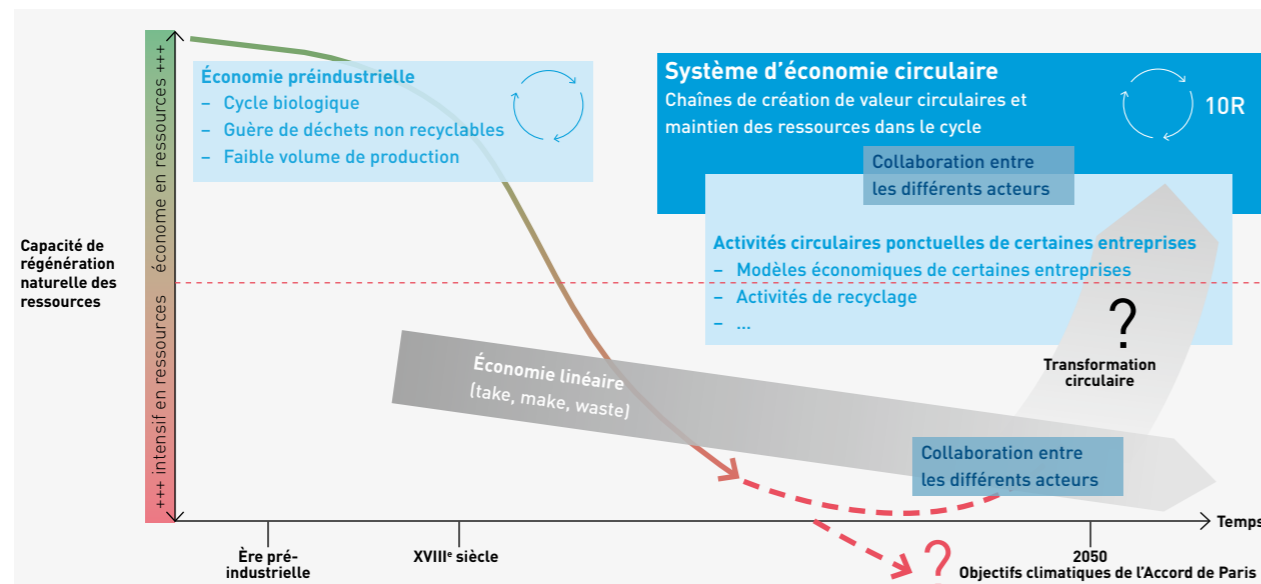 +++ intensif en ressources   économe en ressources +++
Capacité de
régénération
naturelle des
ressources
Économie préindustrielle
– Cycle biologique
– Guère de déchets non recyclables
– Faible volume de production
Système d’économie circulaire
Chaînes de création de valeur circulaires et
maintien des ressources dans le cycle
10R
Collaboration entre
les différents acteurs
Activités circulaires ponctuelles de certaines entreprises
– Modèles économiques de certaines entreprises
– Activités de recyclage
– ...
?
Transformation
circulaire
Économie linéaire
(take, make, waste)
Collaboration entre
les différents acteurs
Temps
Ère pré-
industrielle
XVIIIᵉ siècle
?
2050
Objectifs climatiques de l’Accord de Paris